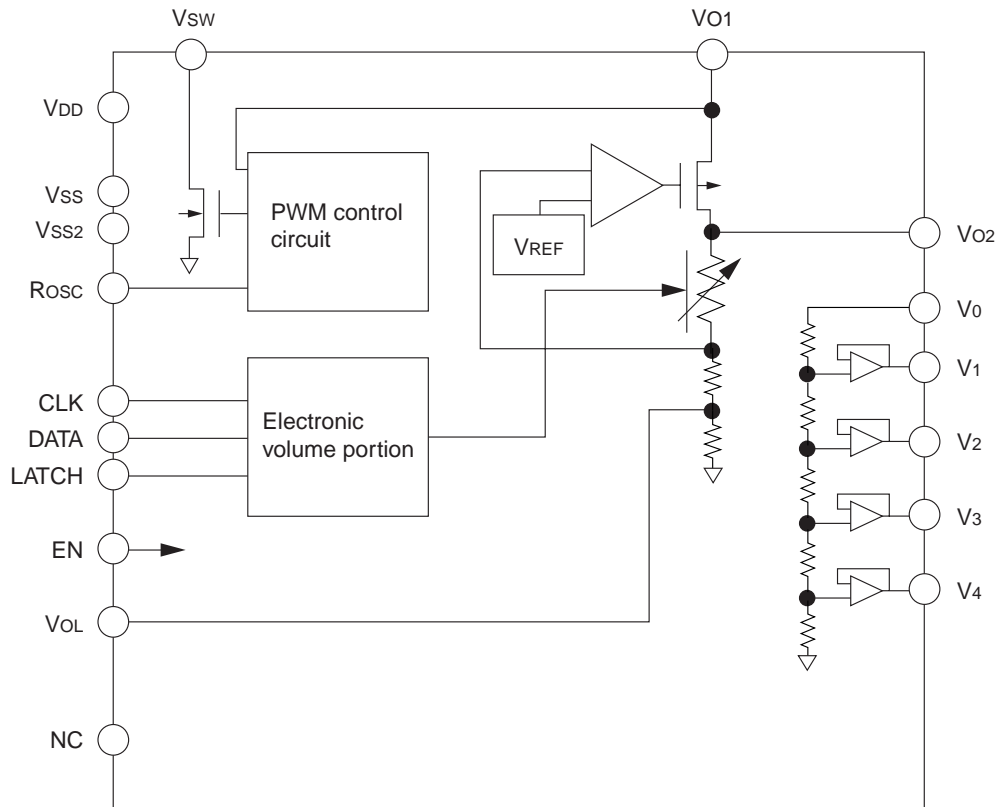 VSW
VO1
VDD
VSS
VSS2
ROSC
PWM control
circuit
VREF
VO2
V0
V1
V2
V3
V4
CLK
DATA
LATCH
Electronic
volume portion
EN
VOL
NC